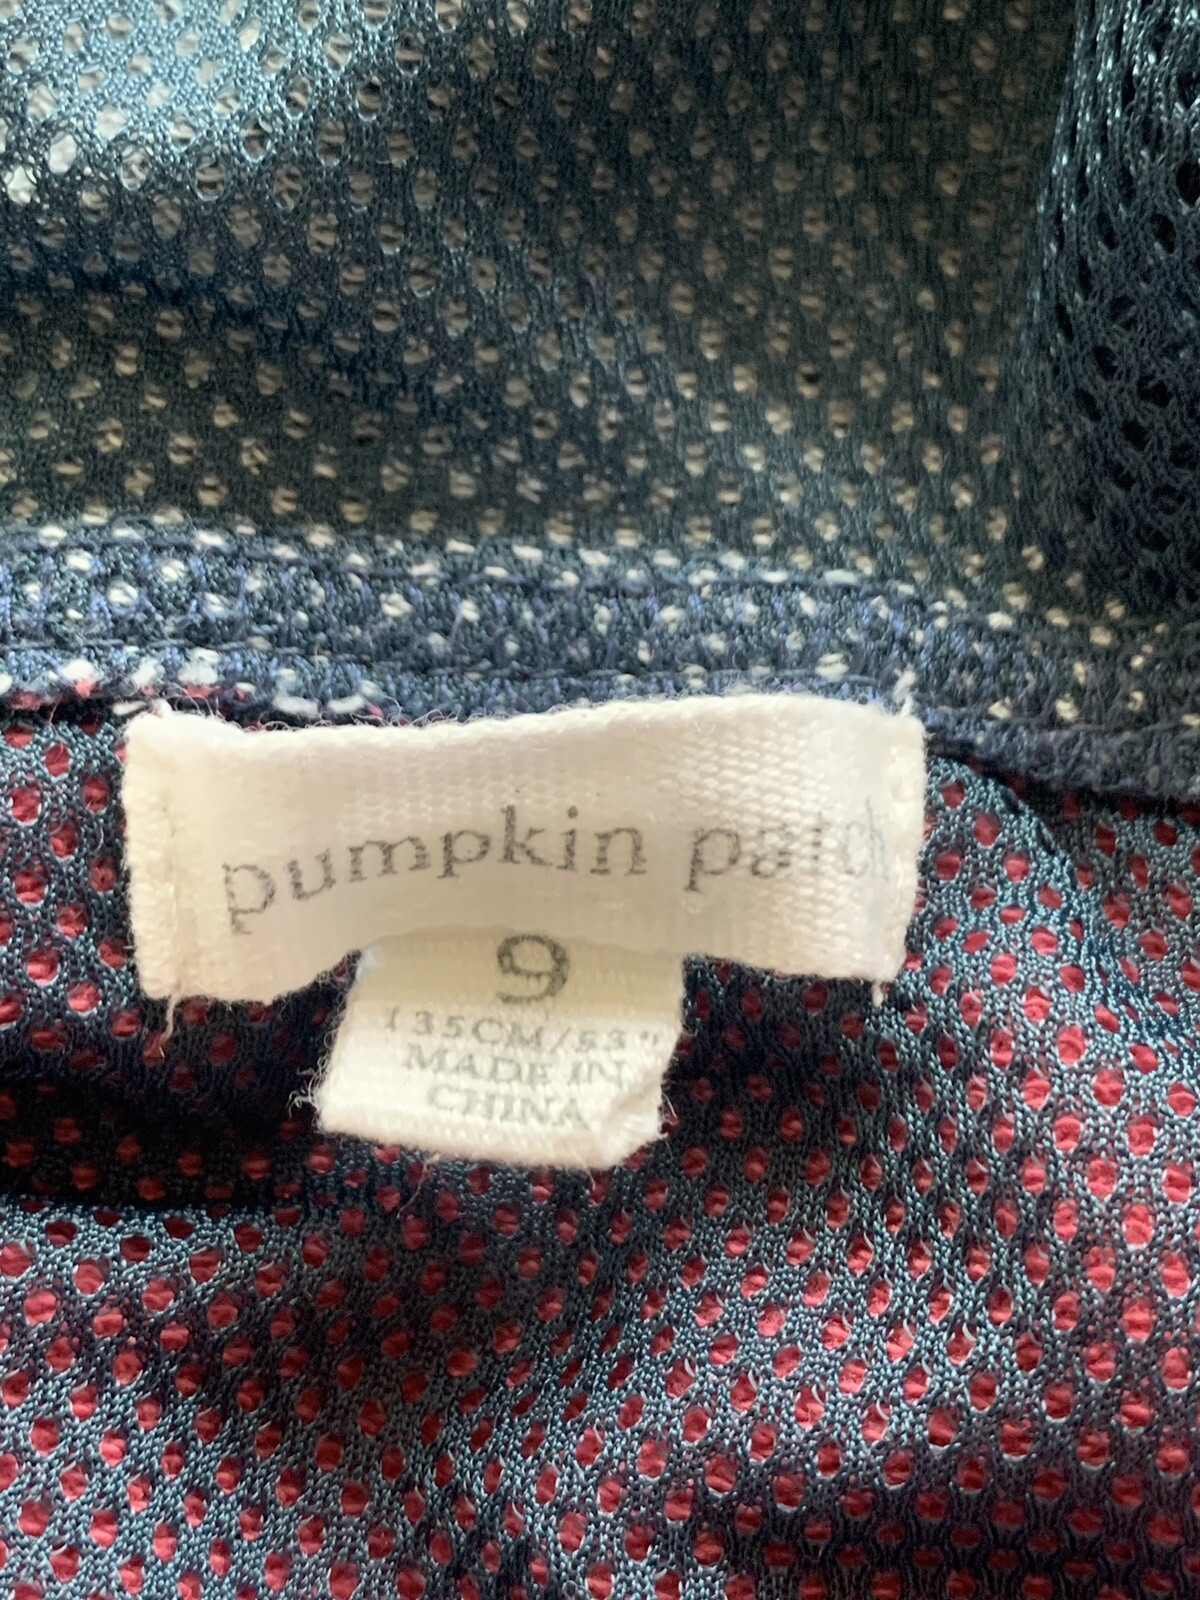 pumpkin patch
9
135CM/53"
MADE IN
CHINA